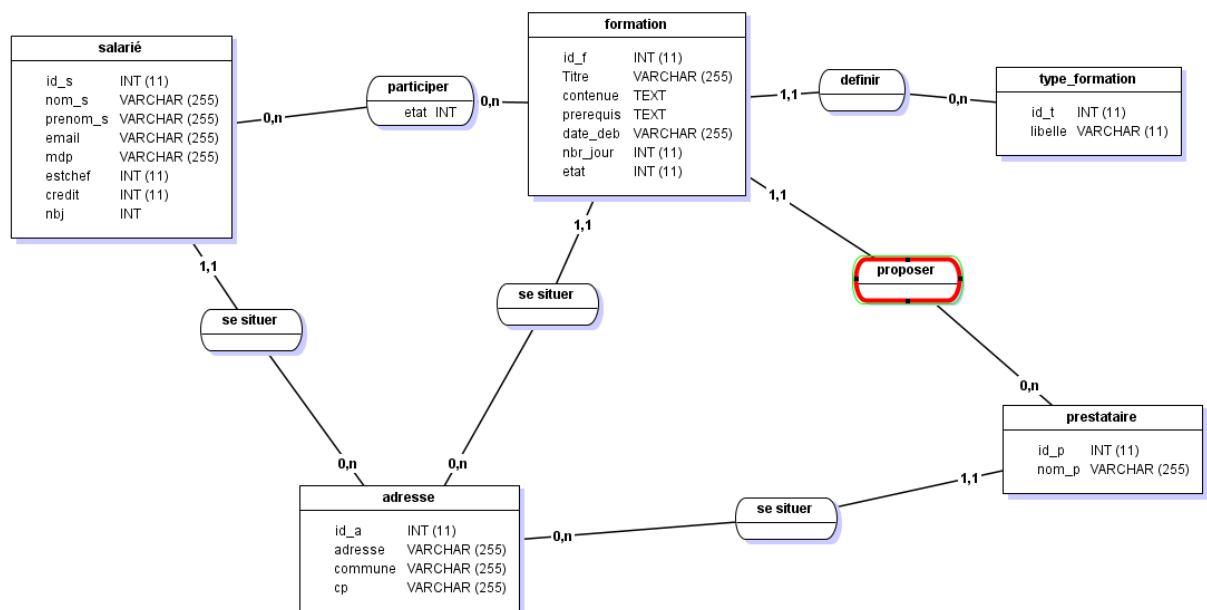 salarié
id_s INT (11)
nom_s VARCHAR (255)
prenom_s VARCHAR (255)
email VARCHAR (255)
mdp VARCHAR (255)
estchef INT (11)
credit INT (11)
nbj INT
0,n
participer
etat INT
0,n
formation
id_f INT (11)
Titre VARCHAR (255)
contenue TEXT
prerequis TEXT
date_deb VARCHAR (255)
nbr_jour INT (11)
etat INT (11)
1,1
definir
0,n
type_formation
id_t INT (11)
libelle VARCHAR (11)
1,1
se situer
0,n
1,1
se situer
0,n
1,1
proposer
0,n
prestataire
id_p INT (11)
nom_p VARCHAR (255)
1,1
se situer
0,n
adresse
id_a INT (11)
adresse VARCHAR (255)
commune VARCHAR (255)
cp VARCHAR (255)